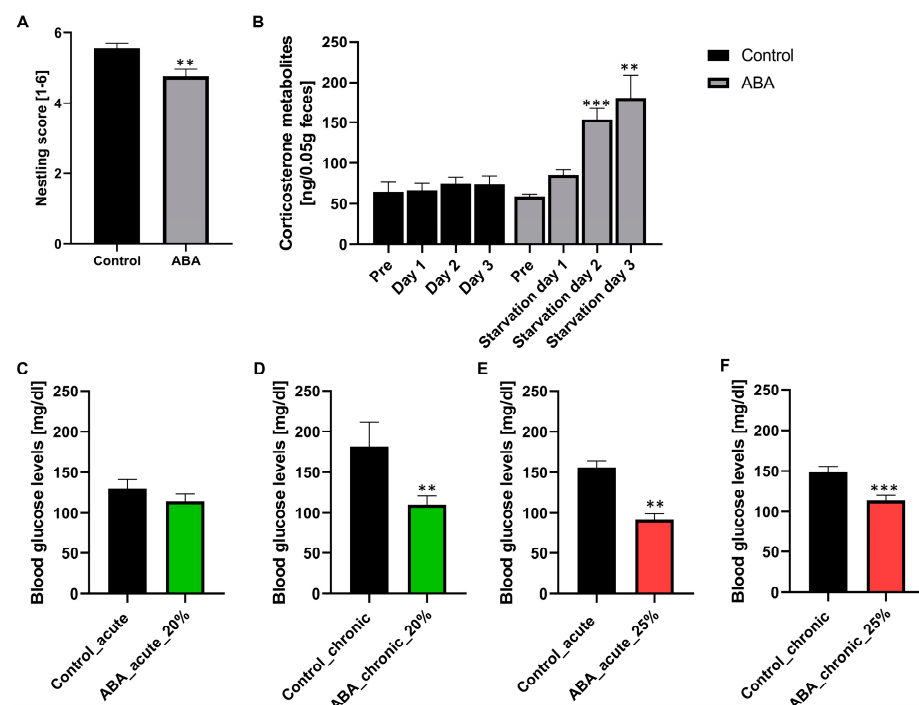 A
Nestling score [1-6]
6
4
2
0
**
Control
ABA
B
Corticosterone metabolites
[ng/0.05g feces]
250
200
150
100
50
0
***
**
Pre
Day 1
Day 2
Day 3
Pre
Starvation day 1
Starvation day 2
Starvation day 3
Control
ABA
C
Blood glucose levels [mg/dl]
250
200
150
100
50
0
Control_acute
ABA_acute_20%
D
Blood glucose levels [mg/dl]
250
200
150
100
50
0
**
Control_chronic
ABA_chronic_20%
E
Blood glucose levels [mg/dl]
250
200
150
100
50
0
**
Control_acute
ABA_acute_25%
F
Blood glucose levels [mg/dl]
250
200
150
100
50
0
***
Control_chronic
ABA_chronic_25%